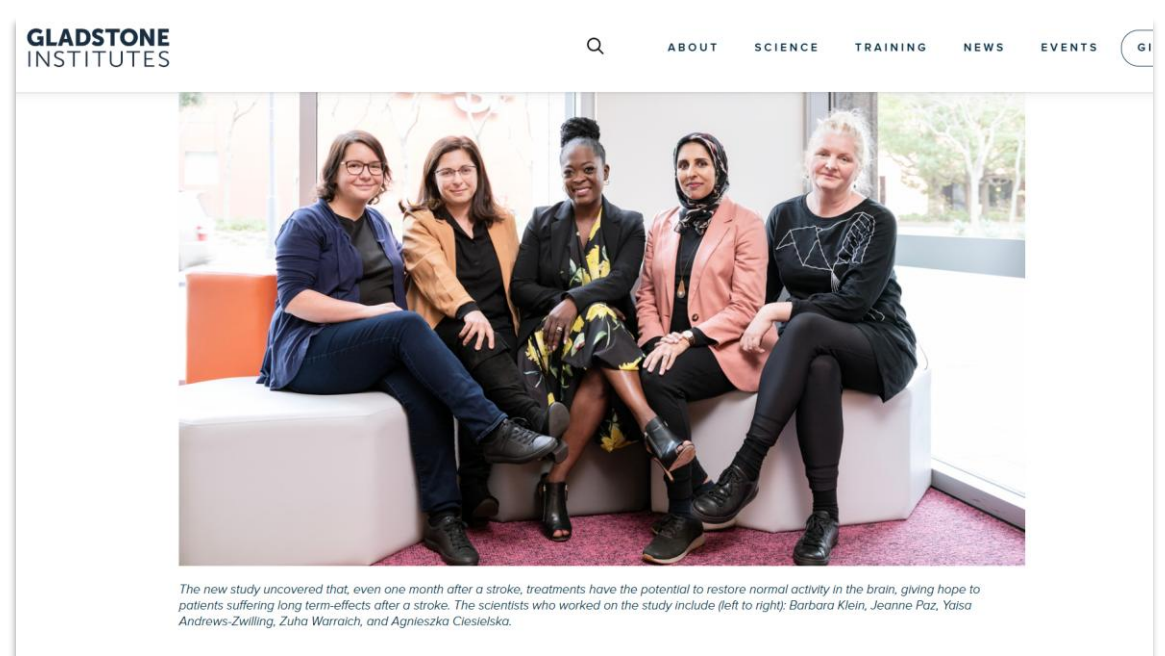 GLADSTONE
INSTITUTES
ABOUT SCIENCE TRAINING NEWS EVENTS GI
The new study uncovered that, even one month after a stroke, treatments have the potential to restore normal activity in the brain, giving hope to
patients suffering long term-effects after a stroke. The scientists who worked on the study include (left to right): Barbara Klein, Jeanne Paz, Yaisa
Andrews-Zwilling, Zuha Warraich, and Agnieszka Ciesielska.